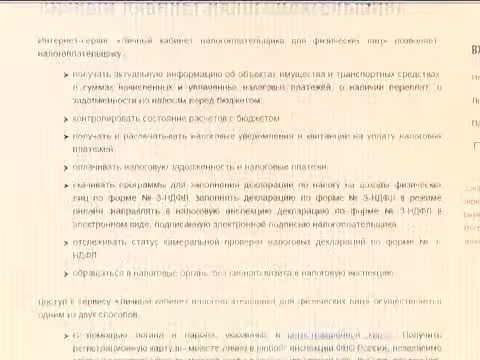 ЛИЧНЫЙ КАБИНЕТ НАЛОГОПЛАТЕЛЬЩИКА
Интернет-сервис «Личный кабинет налогоплательщика для физических лиц» позволяет
налогоплательщику
получать актуальную информацию об объектах имущества и транспортных средствах
о суммах начисленных и уплаченных налоговых платежей, о наличии переплат, о
задолженности по налогам перед бюджетом
контролировать состояние расчетов с бюджетом
получать и распечатывать налоговые уведомления и квитанции на уплату налоговых
платежей
оплачивать налоговую задолженность и налоговые платежи
скачивать программы для заполнения декларации по налогу на доходы физических
лиц по форме № 3-НДФЛ, заполнять декларацию по форме № 3-НДФЛ в режиме
онлайн, направлять в налоговую инспекцию декларацию по форме № 3-НДФЛ в
электронном виде, подписанную электронной подписью налогоплательщика
отслеживать статус камеральной проверки налоговых деклараций по форме № 3-
НДФЛ
обращаться в налоговые органы без личного визита в налоговую инспекцию
Доступ к сервису «Личный кабинет налогоплательщика для физических лиц» осуществляется
одним из двух способов
С помощью логина и пароля, указанных в Получить
регистрационную карту вы можете лично в любой инспекции ФНС России, независимо